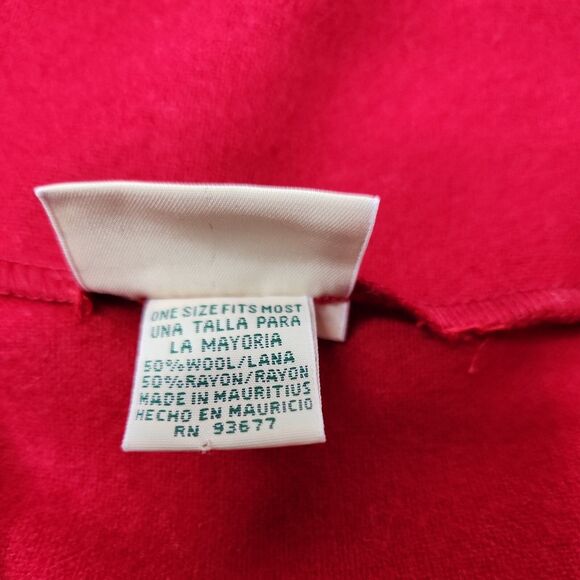 ONE SIZE FITS MOST
UNA TALLA PARA
LA MAYORIA
50%WOOL/LANA
50%RAYON/RAYON
MADE IN MAURITIUS
HECHO EN MAURICIO
RN 93677